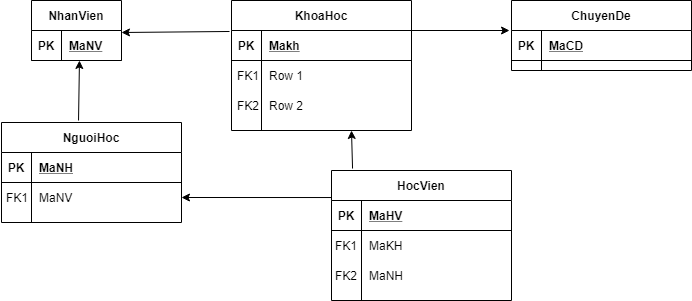 NhanVien
PK MaNV
KhoaHoc
PK Makh
FK1 Row 1
FK2 Row 2
ChuyenDe
PK MaCD
NguoiHoc
PK MaNH
FK1 MaNV
HocVien
PK MaHV
FK1 MaKH
FK2 MaNH